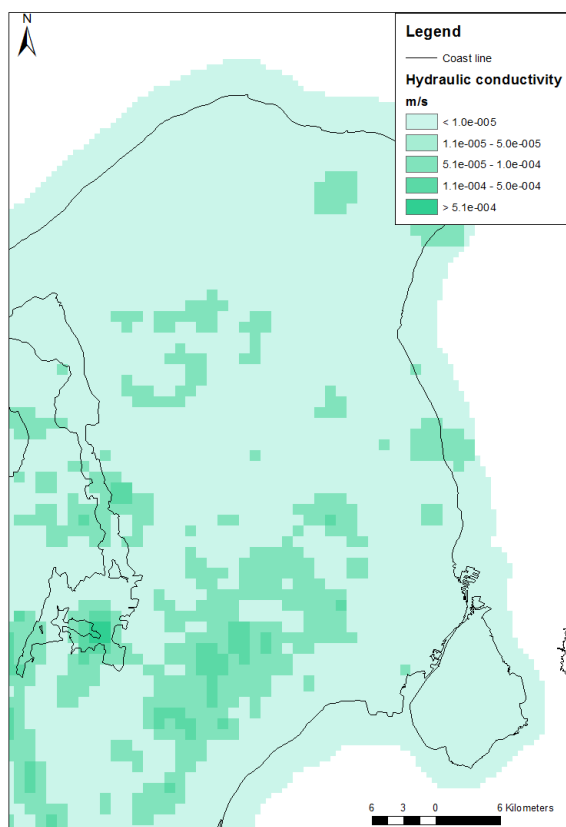 N
Legend
Coast line
Hydraulic conductivity
m/s
< 1.0e-005
1.1e-005 - 5.0e-005
5.1e-005 - 1.0e-004
1.1e-004 - 5.0e-004
> 5.1e-004
6 3 0 6 Kilometers